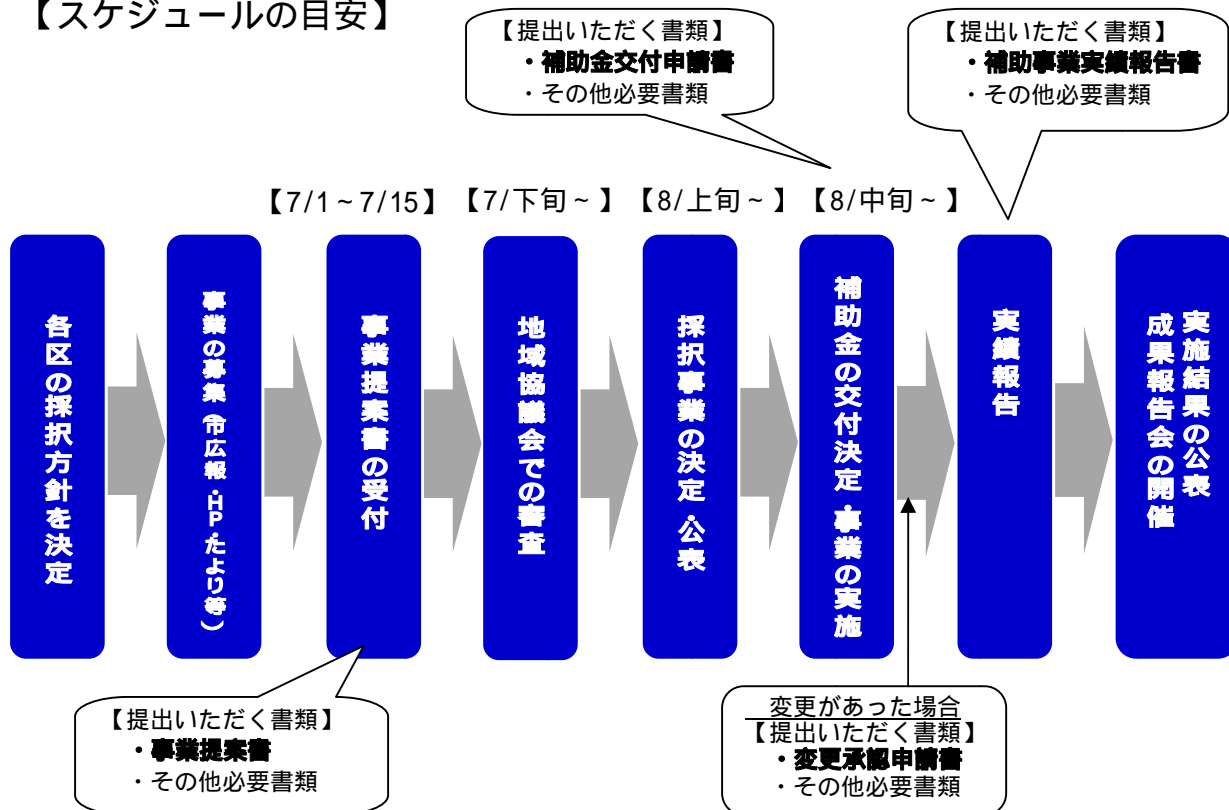 【スケジュールの目安】
【提出いただく書類】
・補助金交付申請書
・その他必要書類
【提出いただく書類】
・補助事業実績報告書
・その他必要書類
【7/1~7/15】
【7/下旬~ 】
【8/上旬~ 】
【8/中旬~ 】
各区の採択方針を決定
事業の募集（市広報・HP・たより等）
事業提案書の受付
地域協議会での審査
採択事業の決定・公表
補助金の交付決定・事業の実施
実績報告
実施結果の公表
成果報告会の開催
【提出いただく書類】
・事業提案書
・その他必要書類
変更があった場合
【提出いただく書類】
・変更承認申請書
・その他必要書類